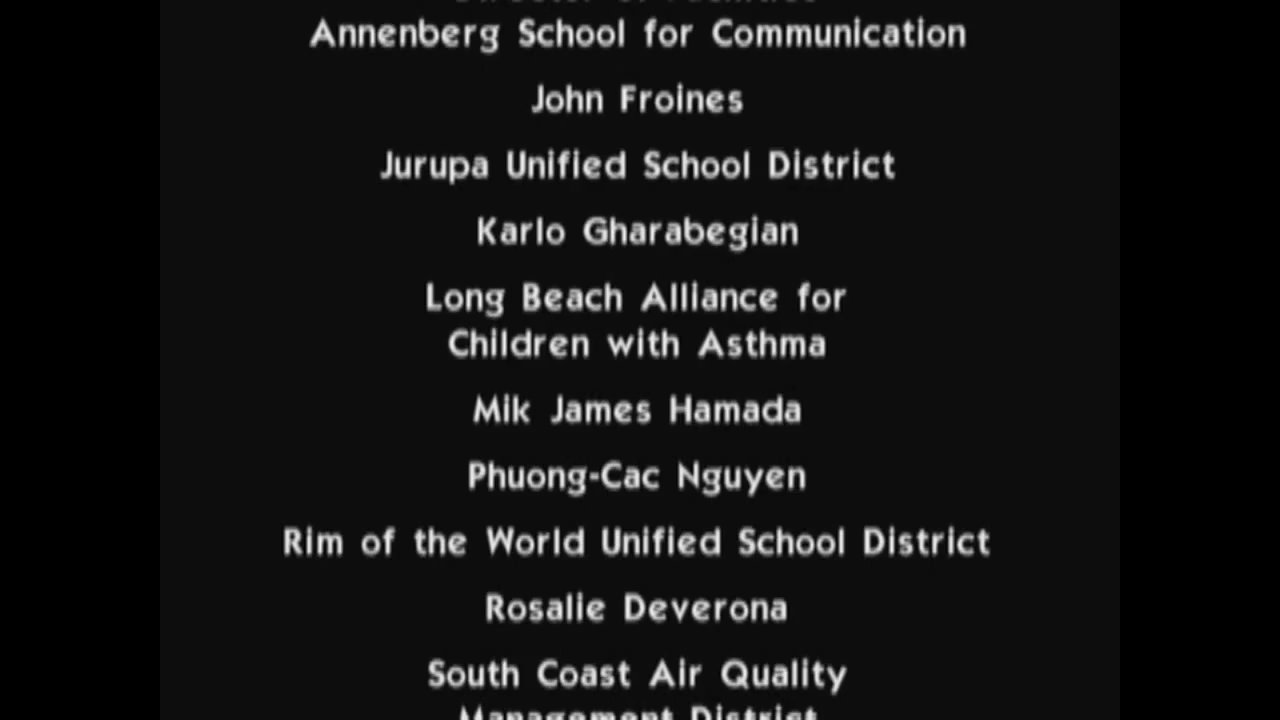 Annenberg School for Communication
John Froines
Jurupa Unified School District
Karlo Gharabegian
Long Beach Alliance for
Children with Asthma
Mik James Hamada
Phuong-Cac Nguyen
Rim of the World Unified School District
Rosalie Deverona
South Coast Air Quality
Management District